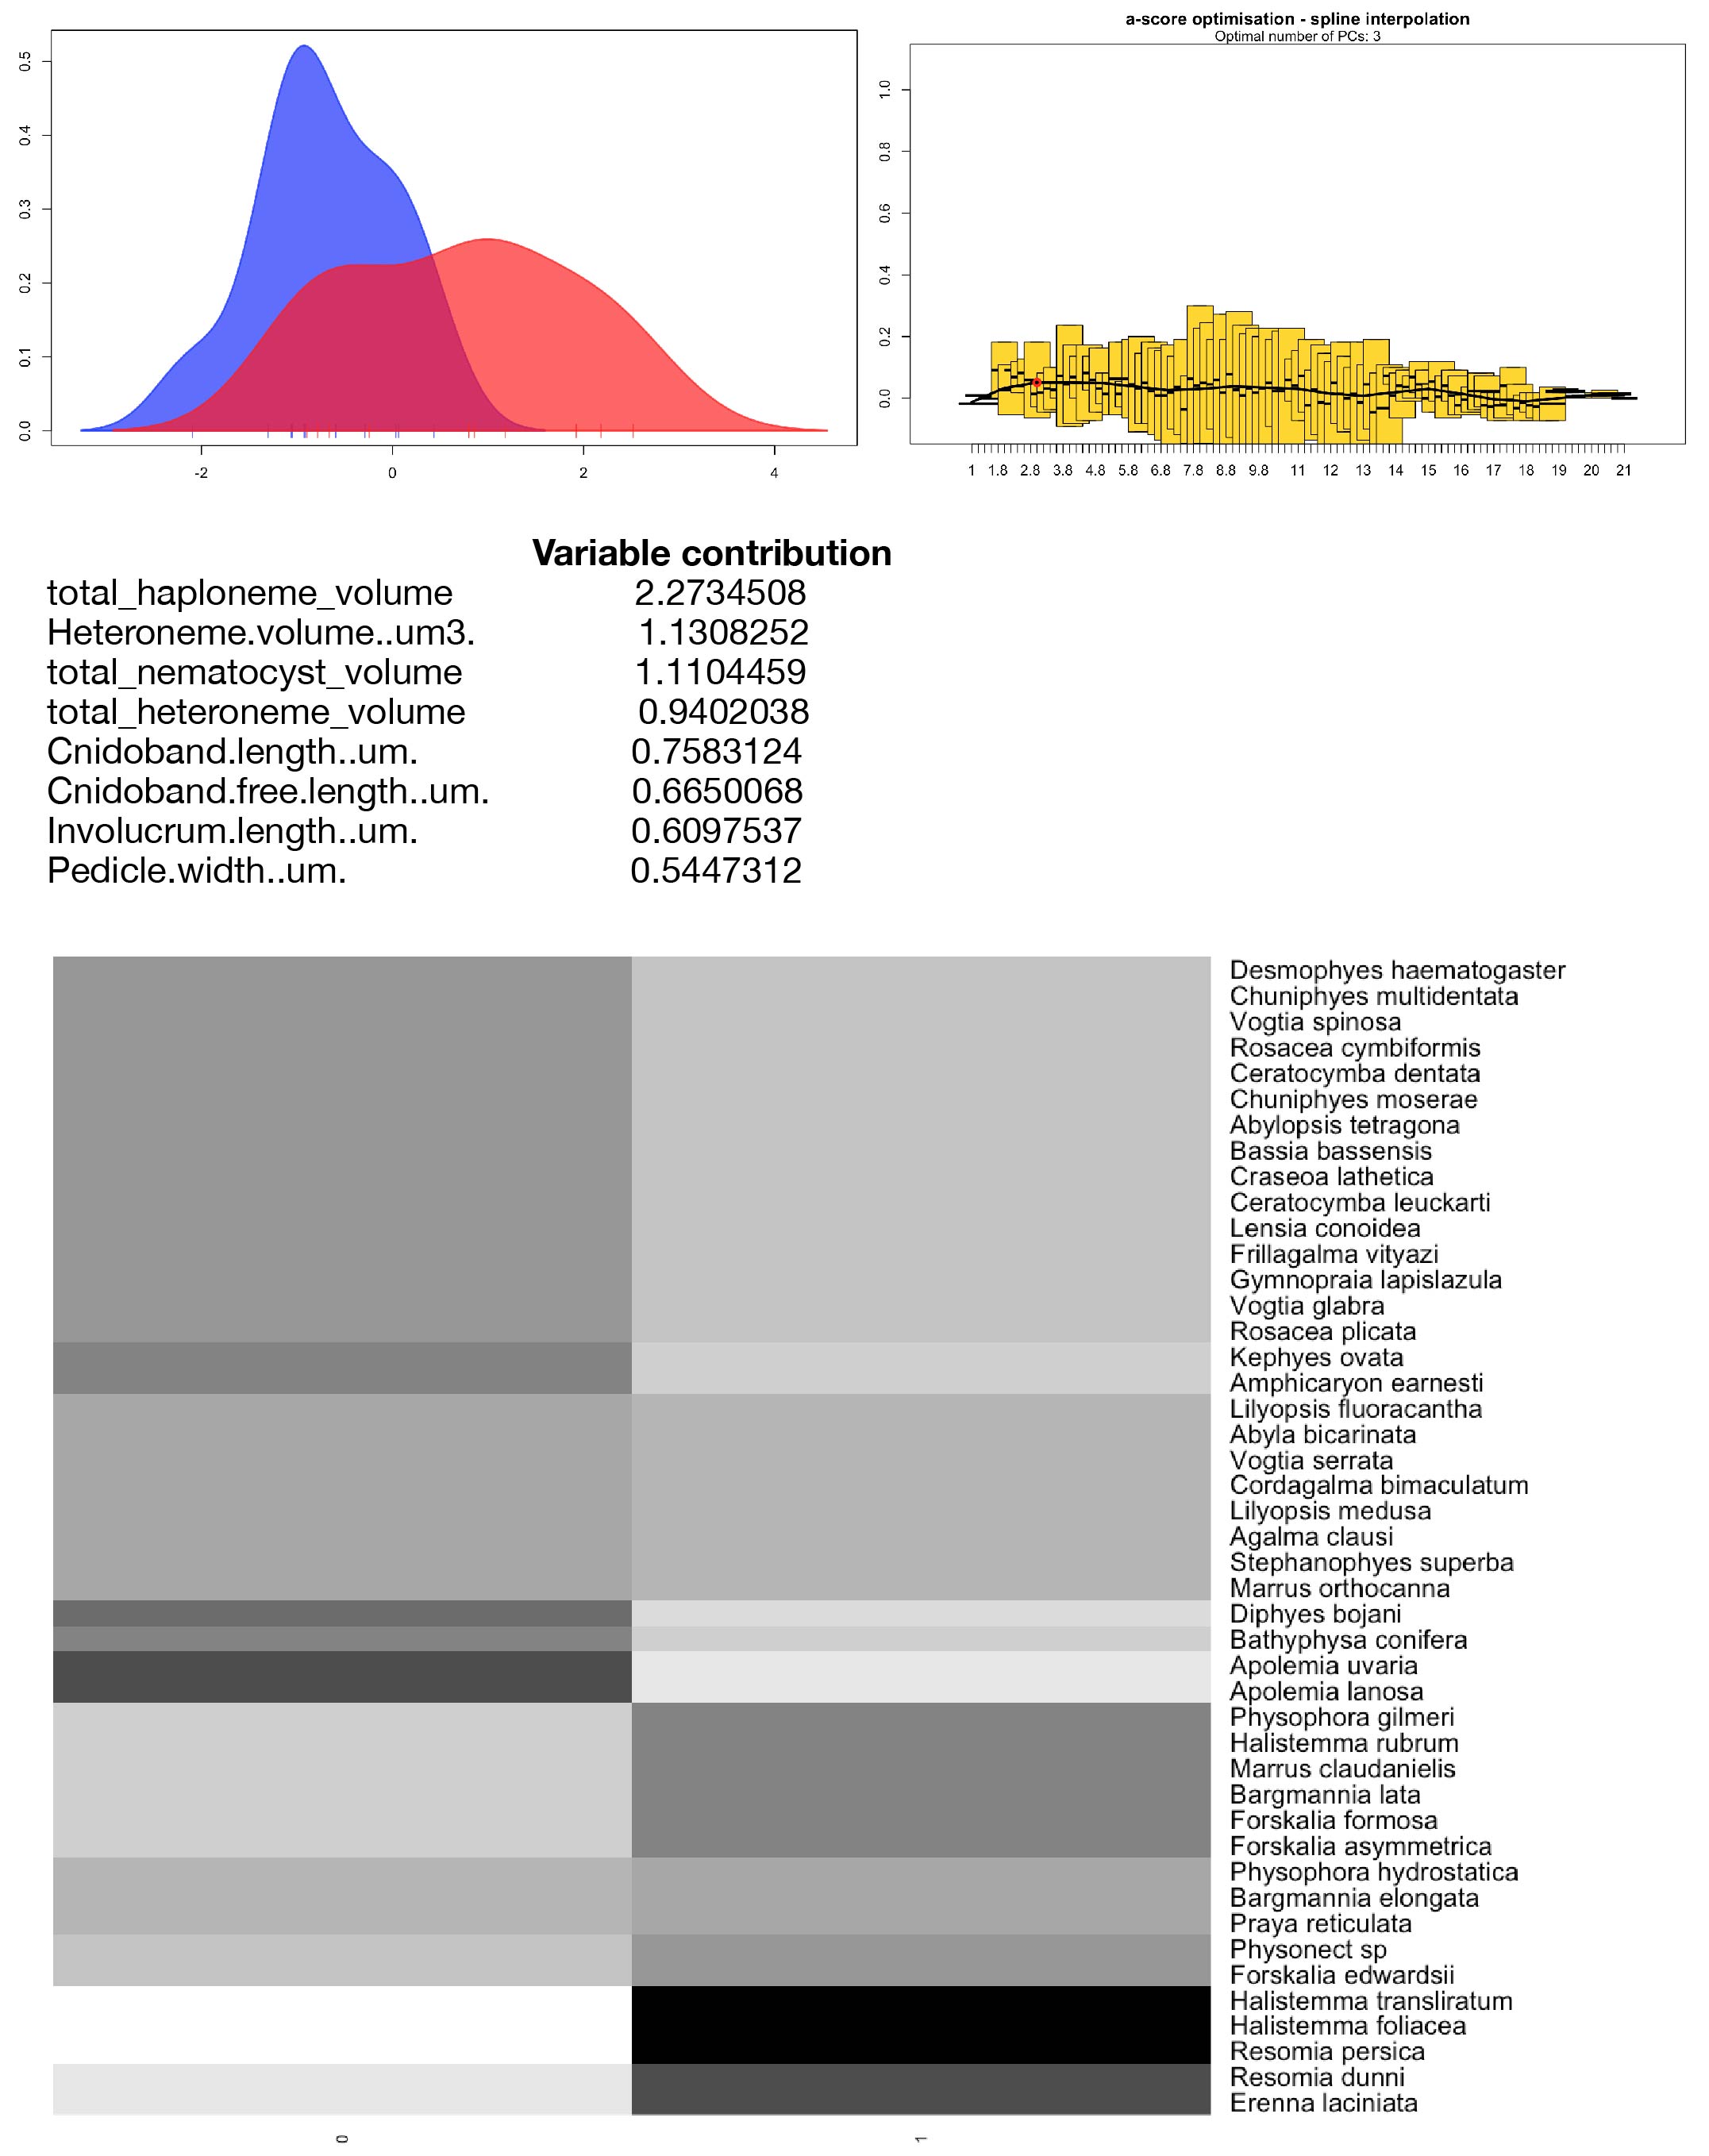 0.0 0.1 0.2 0.3 0.4 0.5
-2 0 2 4
a-score optimisation - spline interpolation
Optimal number of PCs: 3
0.0 0.2 0.4 0.6 0.8 1.0
1 1.8 2.8 3.8 4.8 5.8 6.8 7.8 8.8 9.8 11 12 13 14 15 16 17 18 19 20 21
Variable contribution
total_haploneme_volume 2.2734508
Heteroneme.volume..um3. 1.1308252
total_nematocyst_volume 1.1104459
total_heteroneme_volume 0.9402038
Cnidoband.length..um. 0.7583124
Cnidoband.free.length..um. 0.6650068
Involucrum.length..um. 0.6097537
Pedicle.width..um. 0.5447312
Desmophyes haematogaster
Chuniphyes multidentata
Vogtia spinosa
Rosacea cymbiformis
Ceratocymba dentata
Chuniphyes moserae
Abylopsis tetragona
Bassia bassensis
Craseoa lathetica
Ceratocymba leuckarti
Lensia conoidea
Frillagalma vityazi
Gymnopraia lapislazula
Vogtia glabra
Rosacea plicata
Kephyes ovata
Amphicaryon earnesti
Lilyopsis fluoracantha
Abyla bicarinata
Vogtia serrata
Cordagalma bimaculatum
Lilyopsis medusa
Agalma clausi
Stephanophyes superba
Marrus orthocanna
Diphyes bojani
Bathyphysa conifera
Apolemia uvaria
Apolemia lanosa
Physophora gilmeri
Halistemma rubrum
Marrus claudanielis
Bargmannia lata
Forskalia formosa
Forskalia asymmetrica
Physophora hydrostatica
Bargmannia elongata
Praya reticulata
Physonect sp
Forskalia edwardsii
Halistemma transliratum
Halistemma foliacea
Resomia persica
Resomia dunni
Erenna laciniata
0 1